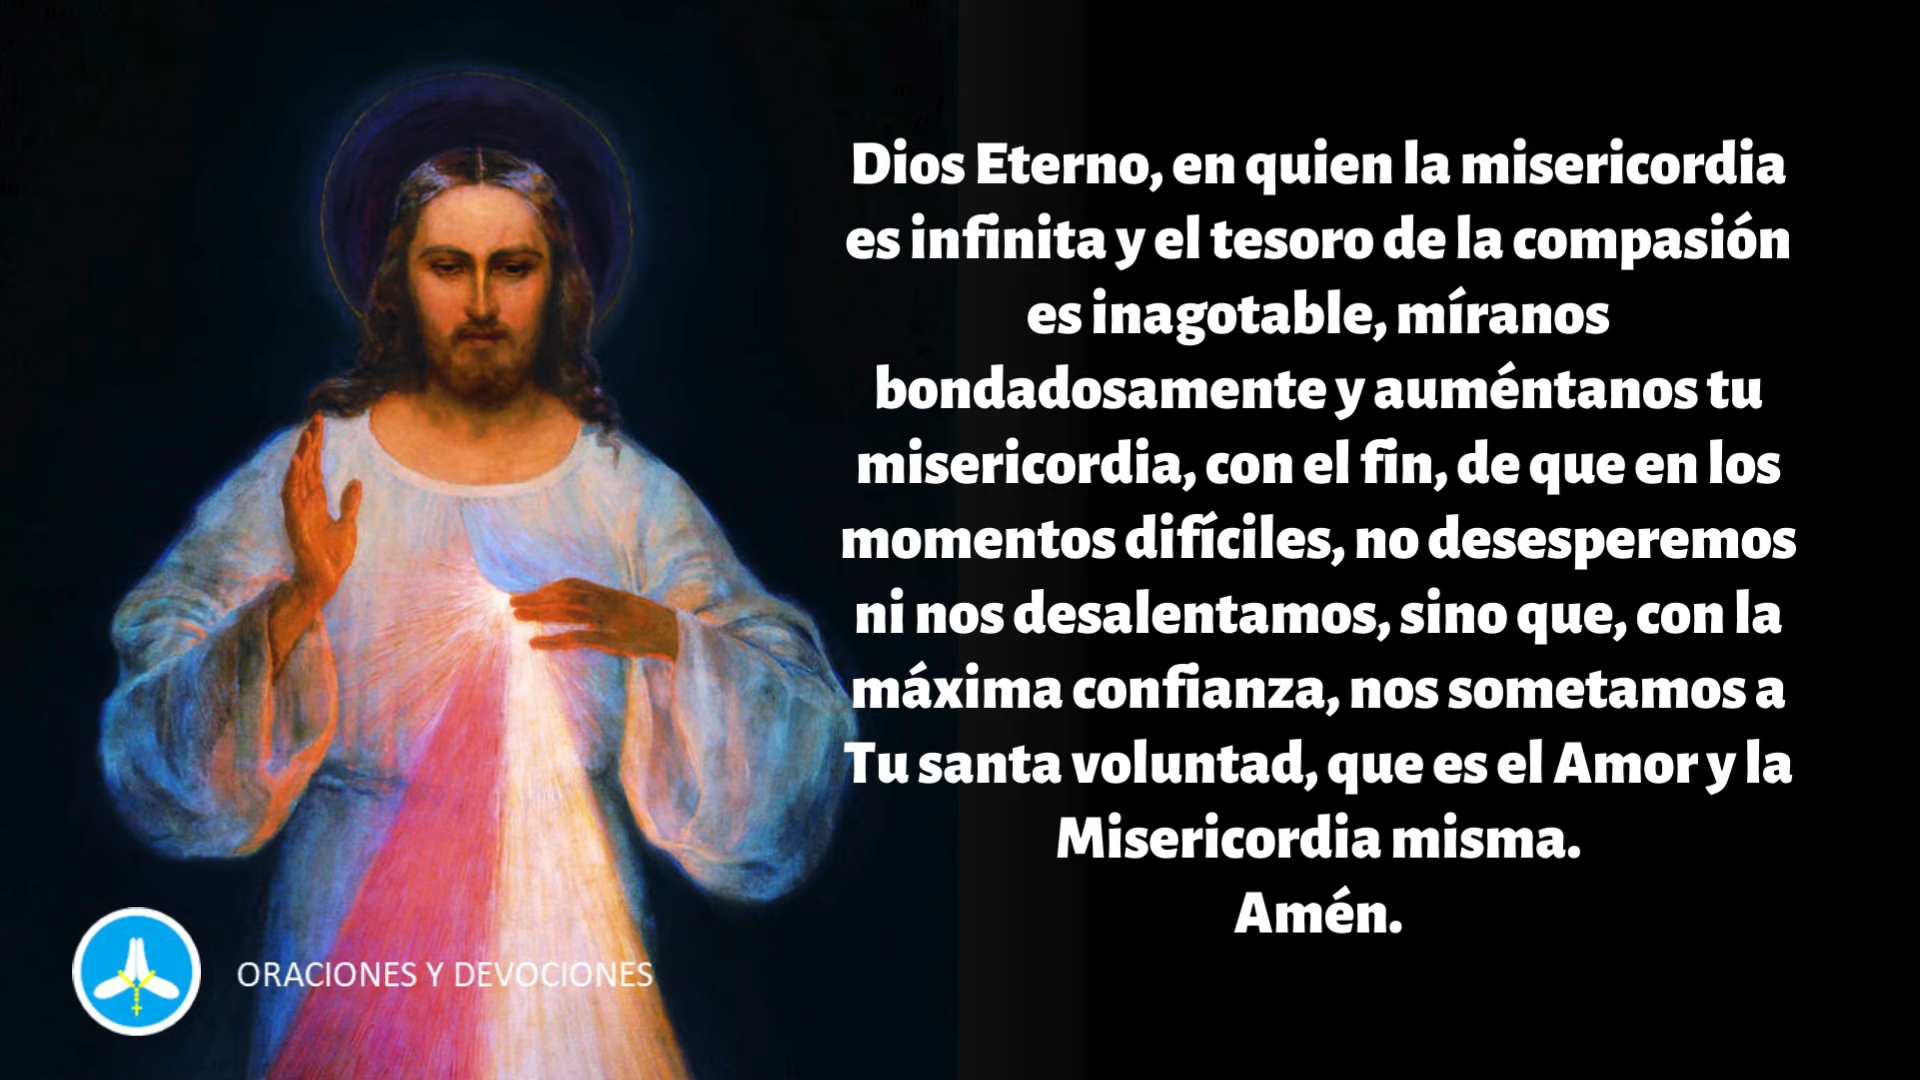 Dios Eterno, en quien la misericordia
es infinita y el tesoro de la compasión
es inagotable, míranos
bondadosamente y auméntanos tu
misericordia, con el fin, de que en los
momentos difíciles, no desesperemos
ni nos desalentamos, sino que, con la
máxima confianza, nos sometamos a
Tu santa voluntad, que es el Amor y la
Misericordia misma.
Amén.
ORACIONES Y DEVOCIONES